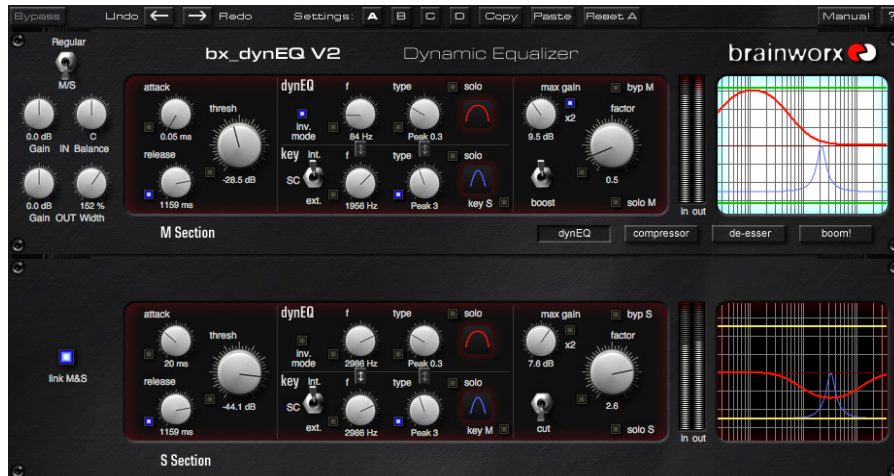 Bypass Undo Redo Settings: A B C D Copy Paste Reset A Manual ?
Regular
M/S
bx_dynEQ V2 Dynamic Equalizer brainworx
0.0 dB C
Gain IN Balance
0.0 dB 152 %
Gain OUT Width
attack
0.05 ms
release
1159 ms
thresh
-28.5 dB
dynEQ f type solo
inv. mode 84 Hz Peak 0.3
key int. solo
SC
ext. 1956 Hz Peak 3 key S
max gain byp M
x2 factor
9.5 dB
0.5
boost solo M
in out
M Section
dynEQ compressor de-esser boom!
link M&S
attack
20 ms
release
1159 ms
thresh
-44.1 dB
dynEQ f type solo
inv. mode 2986 Hz Peak 0.3
key int. solo
SC
ext. 2986 Hz Peak 3 key M
max gain byp S
x2 factor
7.6 dB
2.6
cut solo S
in out
S Section